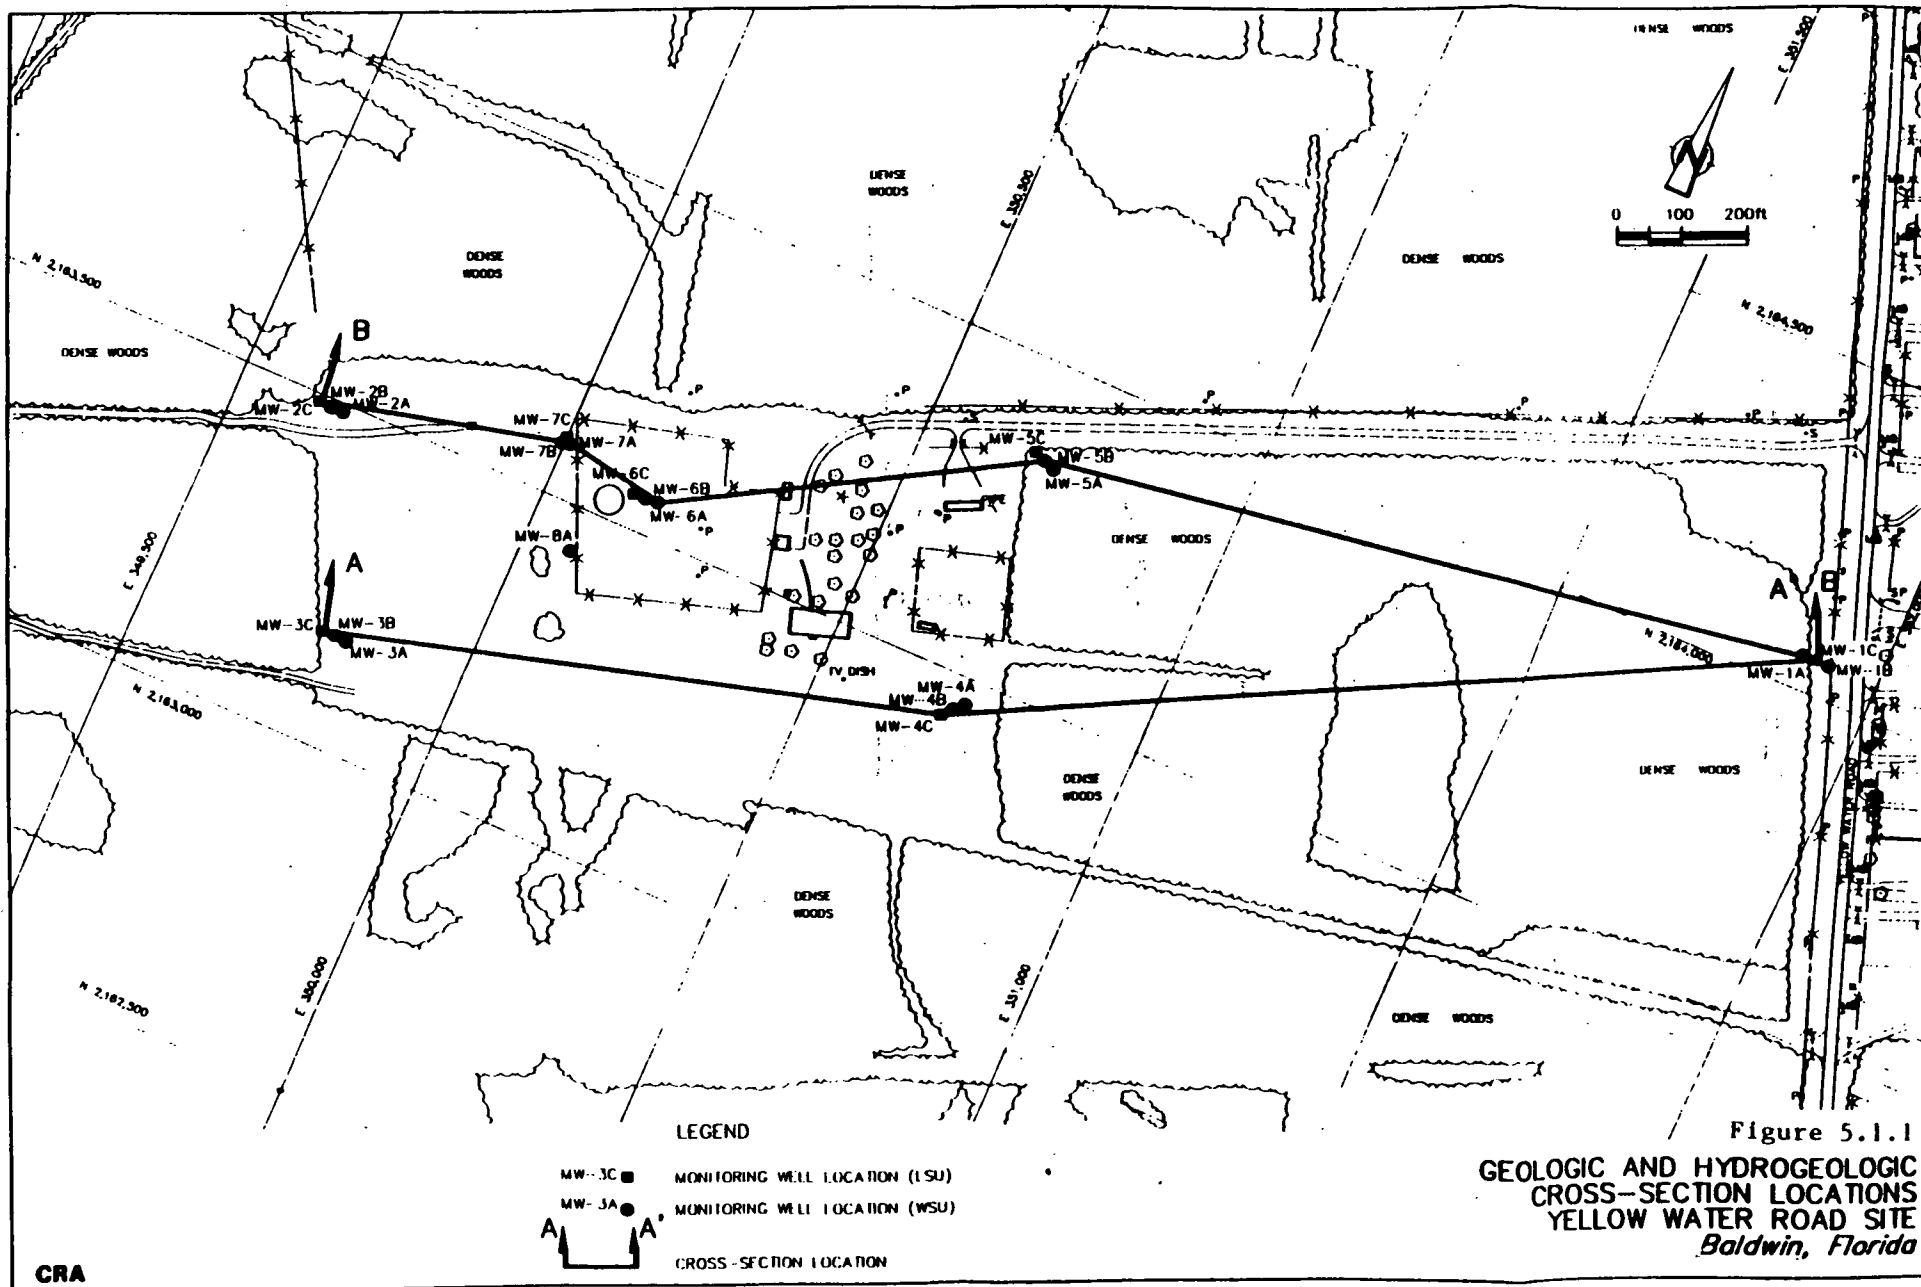 DENSE WOODS
E 351,500
DENSE
WOODS
E 350,500
0 100 200ft
DENSE
WOODS
DENSE WOODS
N 2,183,500
N 2,184,500
DENSE WOODS
B
MW-2B
MW-2C
MW-2A
MW-7C
MW-7A
MW-7B
MW-5C
MW-5B
MW-5A
MW-6C
MW-6B
MW-6A
MW-8A
DENSE WOODS
E 349,500
A
A'
B'
MW-3C
MW-3B
MW-3A
N 2,184,000
MW-1C
MW-1A
MW-1B
TV DISH
MW-4A
MW-4B
MW-4C
N 2,183,000
DENSE
WOODS
DENSE WOODS
DENSE
WOODS
E 350,000
E 351,000
N 2,182,500
DENSE WOODS
LEGEND
MW-3C MONITORING WELL LOCATION (LSU)
MW-3A MONITORING WELL LOCATION (WSU)
A A'
CROSS-SECTION LOCATION
Figure 5.1.1
GEOLOGIC AND HYDROGEOLOGIC
CROSS-SECTION LOCATIONS
YELLOW WATER ROAD SITE
Baldwin, Florida
CRA